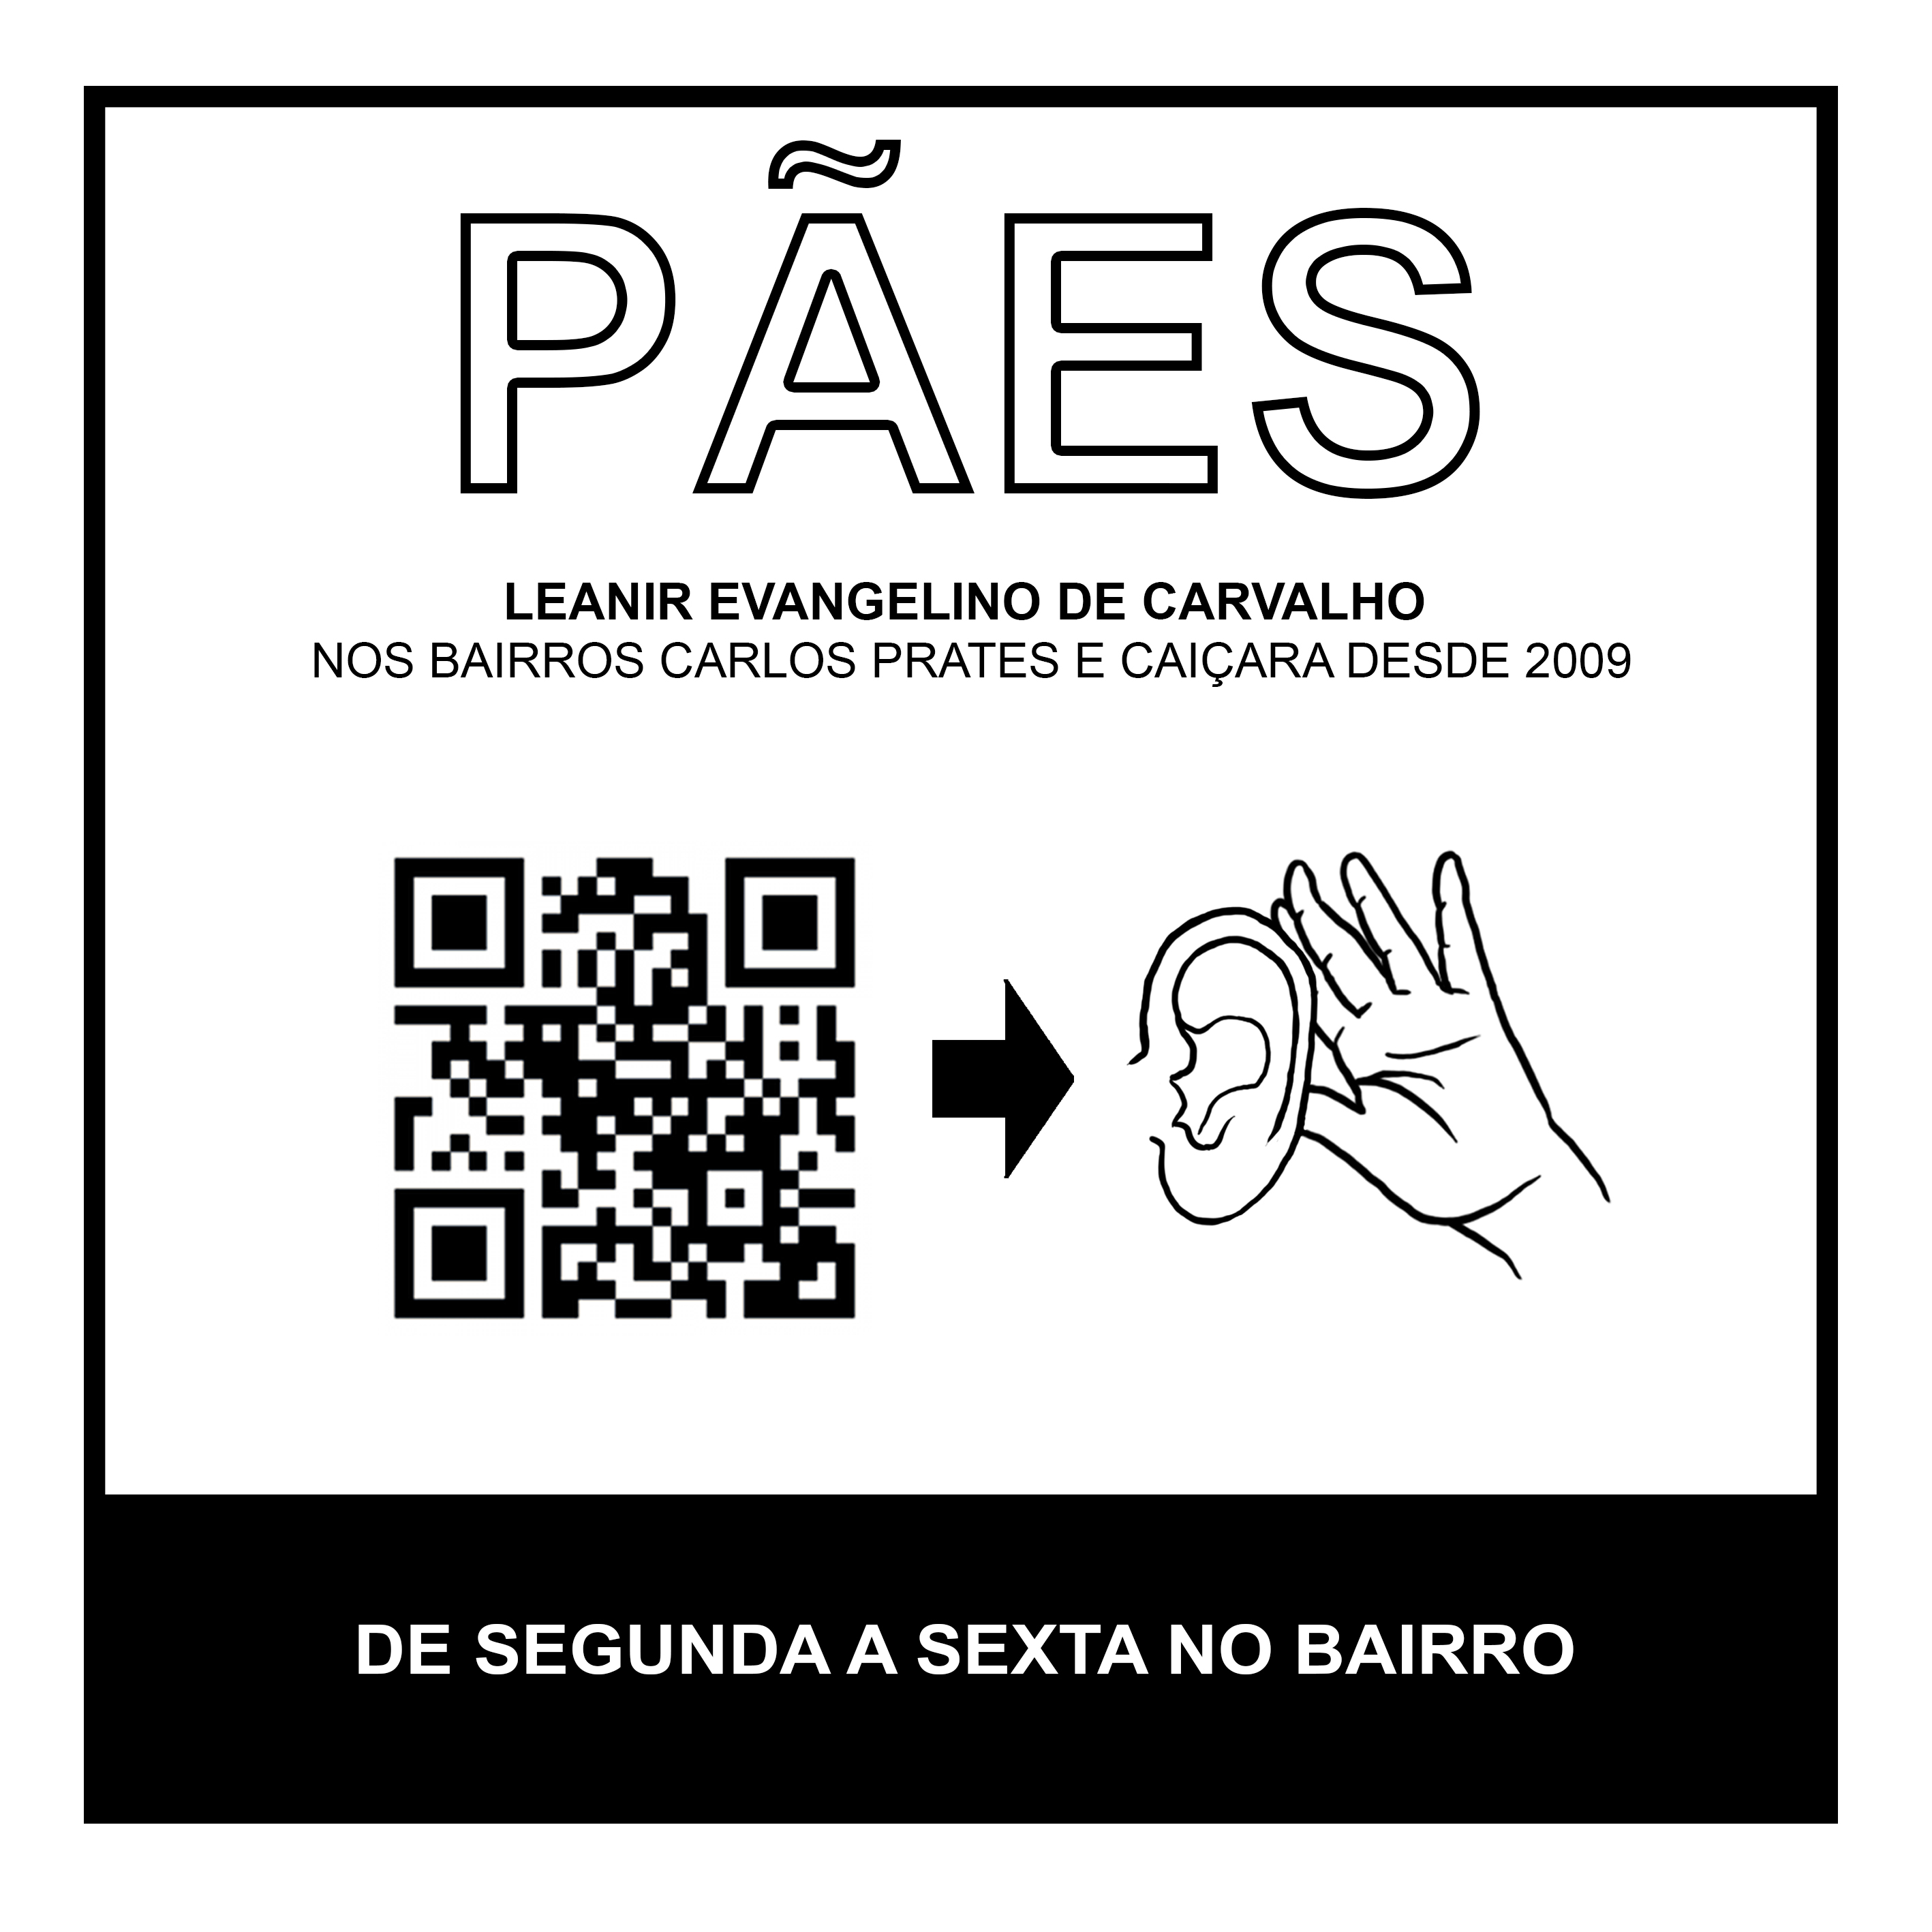 PÃES
LEANIR EVANGELINO DE CARVALHO
NOS BAIRROS CARLOS PRATES E CAIÇARA DESDE 2009
DE SEGUNDA A SEXTA NO BAIRRO